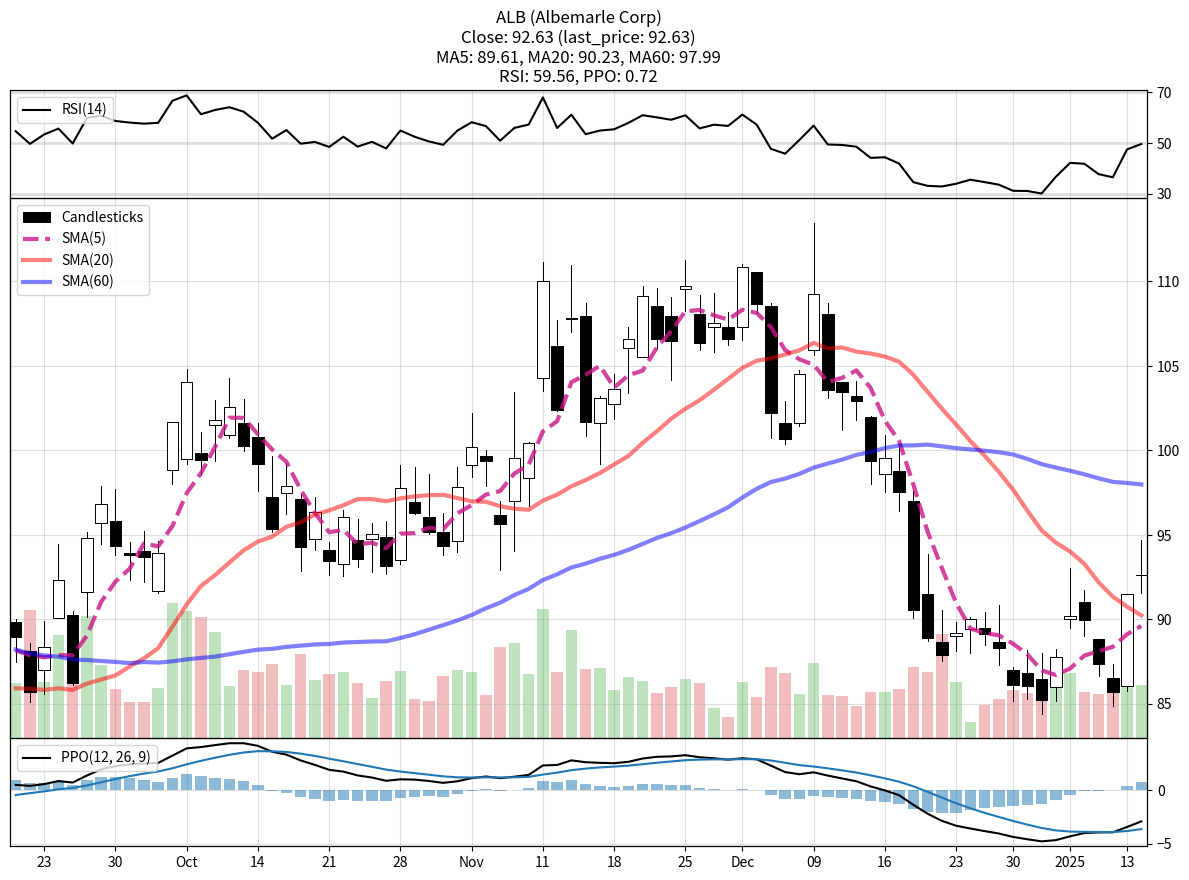 ALB (Albemarle Corp)
Close: 92.63 (last_price: 92.63)
MA5: 89.61, MA20: 90.23, MA60: 97.99
RSI: 59.56, PPO: 0.72
RSI(14)
70
50
30
Candlesticks
SMA(5)
SMA(20)
SMA(60)
110
105
100
95
90
85
PPO(12, 26, 9)
0
−5
23 30 Oct 14 21 28 Nov 11 18 25 Dec 09 16 23 30 2025 13